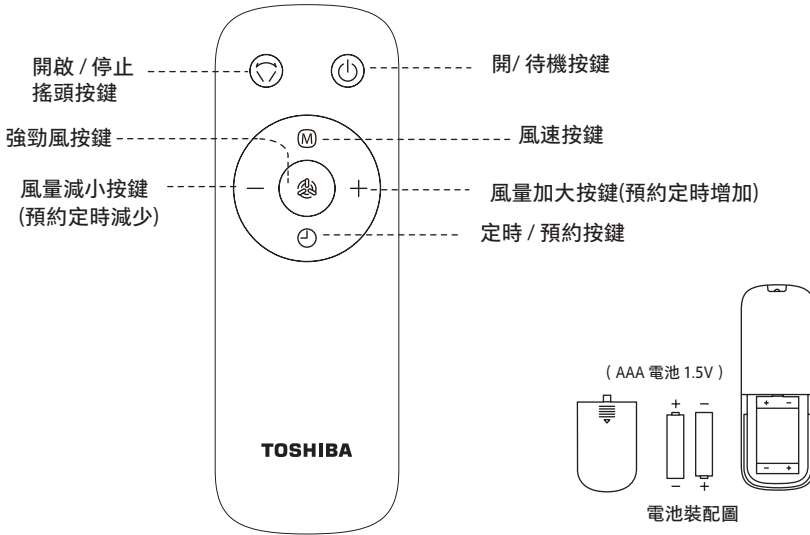 開啟 / 停止
搖頭按鍵
開/ 待機按鍵
強勁風按鍵
M
風速按鍵
風量減小按鍵
(預約定時減少)
− +
風量加大按鍵(預約定時增加)
定時 / 預約按鍵
TOSHIBA
( AAA 電池 1.5V )
+ −
− +
+ −
− +
電池裝配圖